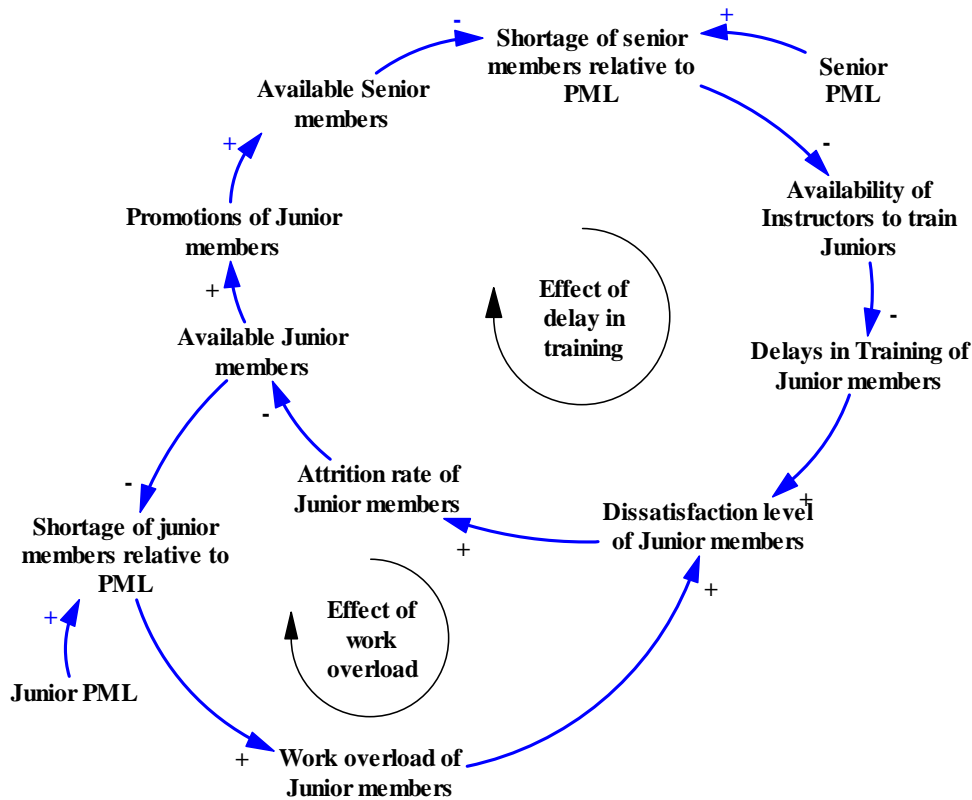 -
Shortage of senior
members relative to
PML
+
Senior
PML
Available Senior
members
+
-
Availability of
Instructors to train
Juniors
Promotions of Junior
members
+
Effect of
delay in
training
-
Available Junior
members
Delays in Training of
Junior members
-
+
Attrition rate of
Junior members
Dissatisfaction level
of Junior members
-
+
Shortage of junior
members relative to
PML
+
Effect of
work
overload
+
Junior PML
+
Work overload of
Junior members